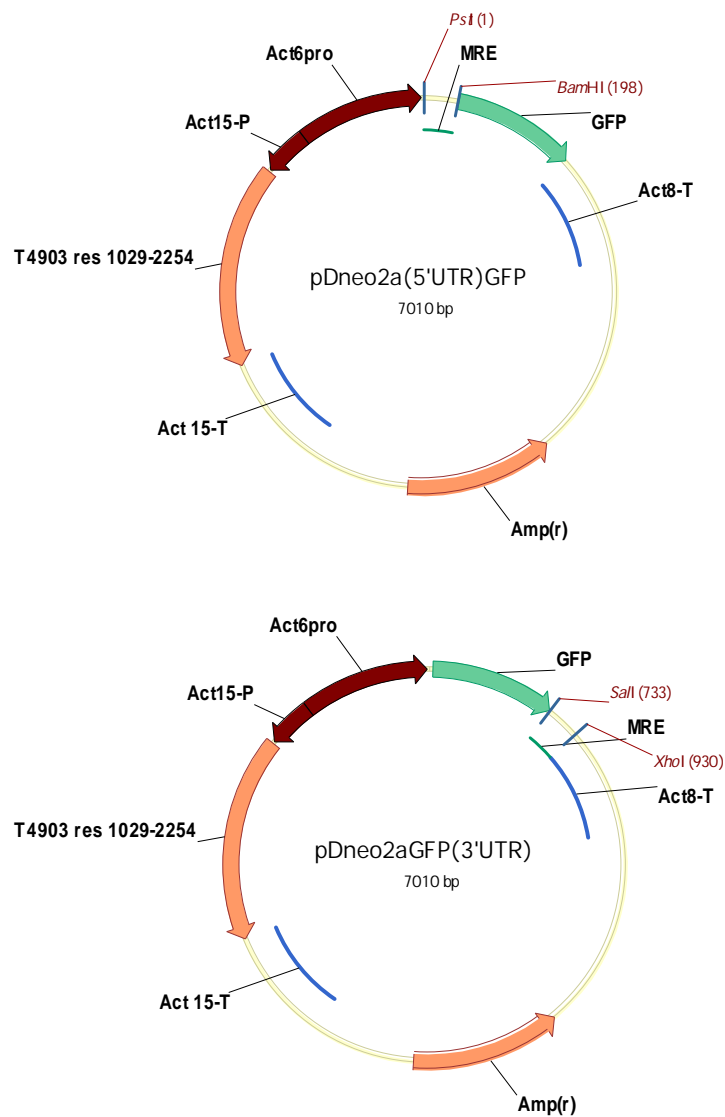 PstI (1)
Act6pro
MRE
BamHI (198)
GFP
Act15-P
Act8-T
T4903 res 1029-2254
pDneo2a(5'UTR)GFP
7010 bp
Act 15-T
Amp(r)
Act6pro
GFP
SalI (733)
Act15-P
MRE
XhoI (930)
Act8-T
T4903 res 1029-2254
pDneo2aGFP(3'UTR)
7010 bp
Act 15-T
Amp(r)